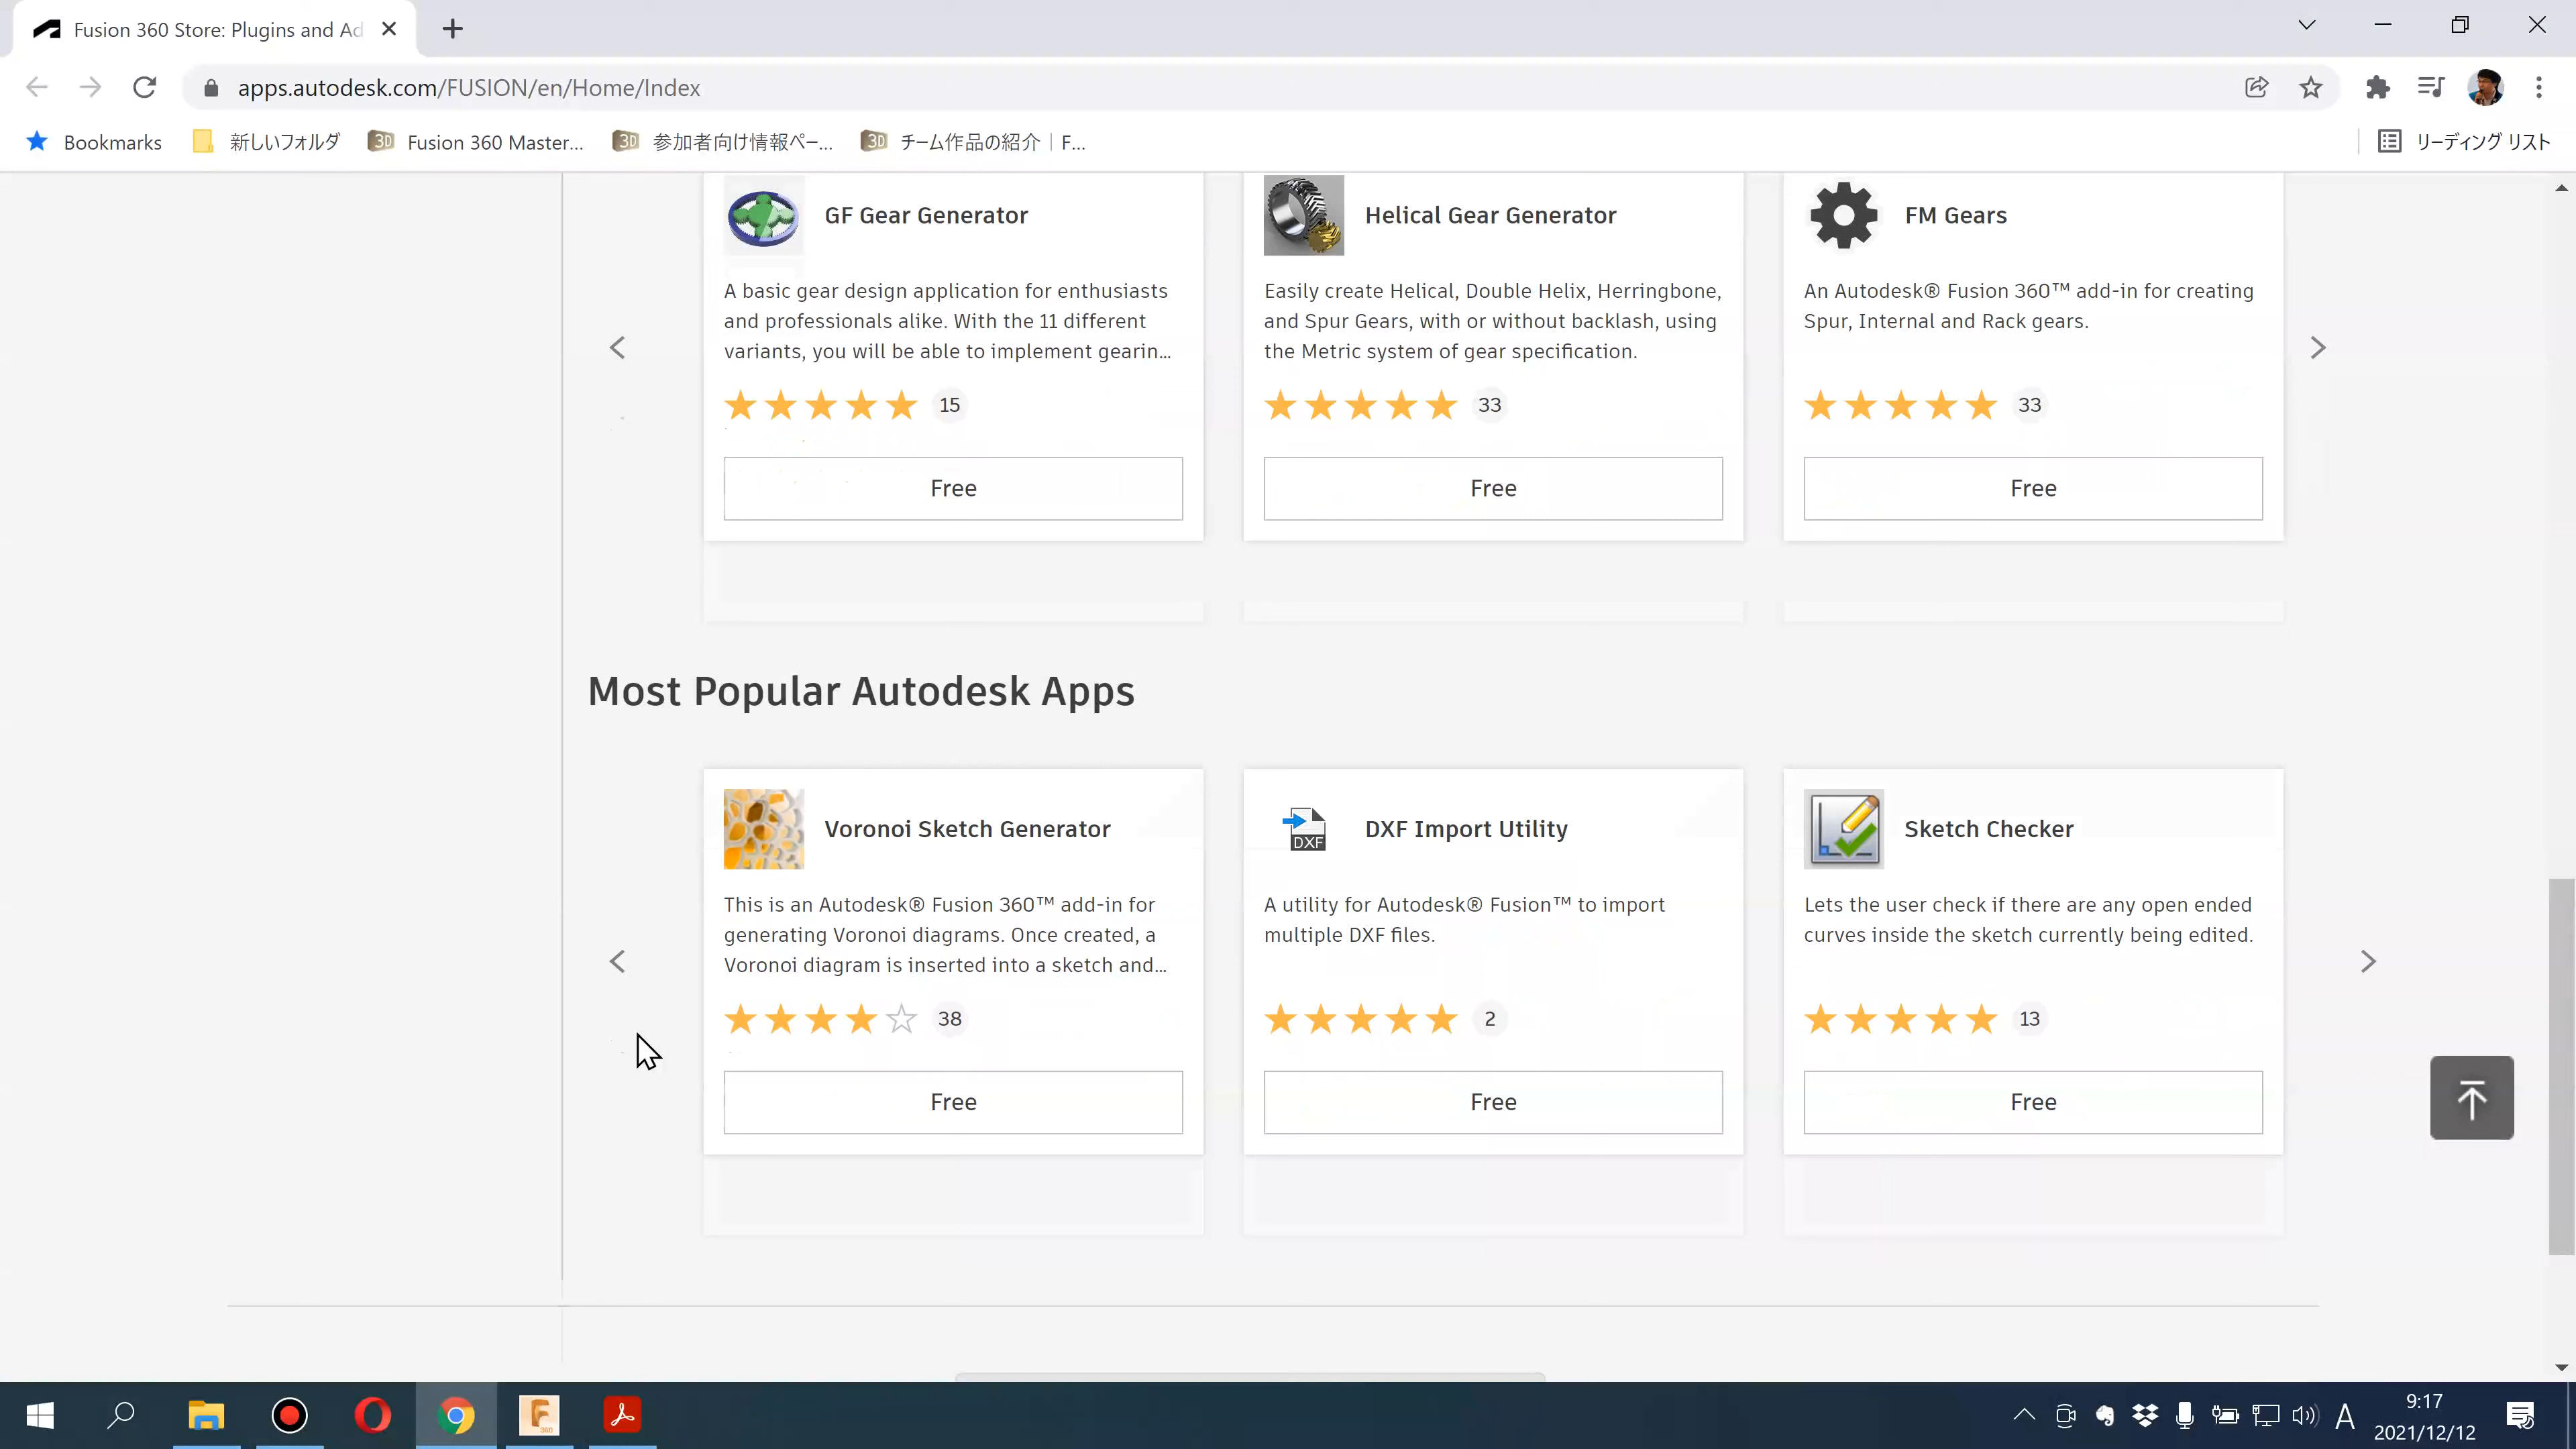 Fusion 360 Store: Plugins and Ad
apps.autodesk.com/FUSION/en/Home/Index
Bookmarks
新しいフォルダ
3D Fusion 360 Master...
3D 参加者向け情報ペー...
3D チーム作品の紹介 | F...
リーディング リスト
GF Gear Generator
A basic gear design application for enthusiasts
and professionals alike. With the 11 different
variants, you will be able to implement gearin...
15
Free
Helical Gear Generator
Easily create Helical, Double Helix, Herringbone,
and Spur Gears, with or without backlash, using
the Metric system of gear specification.
33
Free
FM Gears
An Autodesk® Fusion 360™ add-in for creating
Spur, Internal and Rack gears.
33
Free
Most Popular Autodesk Apps
Voronoi Sketch Generator
This is an Autodesk® Fusion 360™ add-in for
generating Voronoi diagrams. Once created, a
Voronoi diagram is inserted into a sketch and...
38
Free
DXF
DXF Import Utility
A utility for Autodesk® Fusion™ to import
multiple DXF files.
2
Free
Sketch Checker
Lets the user check if there are any open ended
curves inside the sketch currently being edited.
13
Free
F
360
A
9:17
2021/12/12